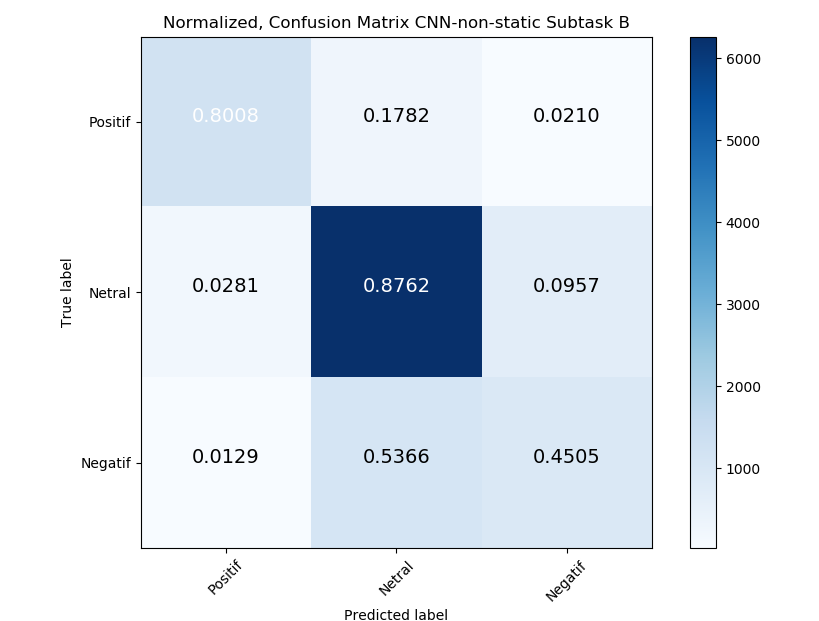 Normalized, Confusion Matrix CNN-non-static Subtask B
Positif
0.8008 0.1782 0.0210
Netral
0.0281 0.8762 0.0957
Negatif
0.0129 0.5366 0.4505
True label
Positif Netral Negatif
Predicted label
6000
5000
4000
3000
2000
1000